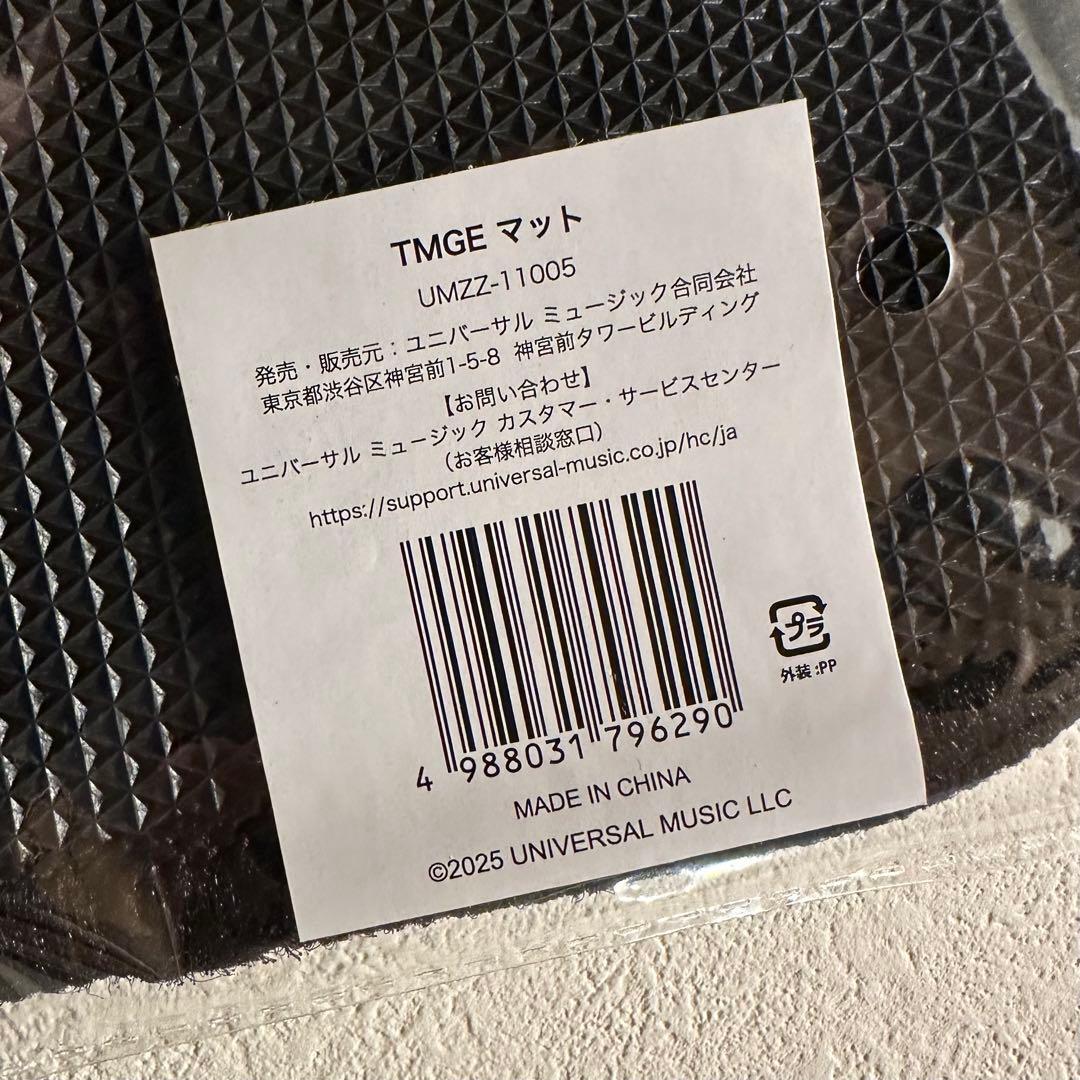 TMGE マット
UMZZ-11005
発売・販売元：ユニバーサル ミュージック合同会社
東京都渋谷区神宮前1-5-8 神宮前タワービルディング
【お問い合わせ】
ユニバーサル ミュージック カスタマー・サービスセンター
（お客様相談窓口）
https://support.universal-music.co.jp/hc/ja
4 988031 796290
プラ
外装:PP
MADE IN CHINA
©2025 UNIVERSAL MUSIC LLC